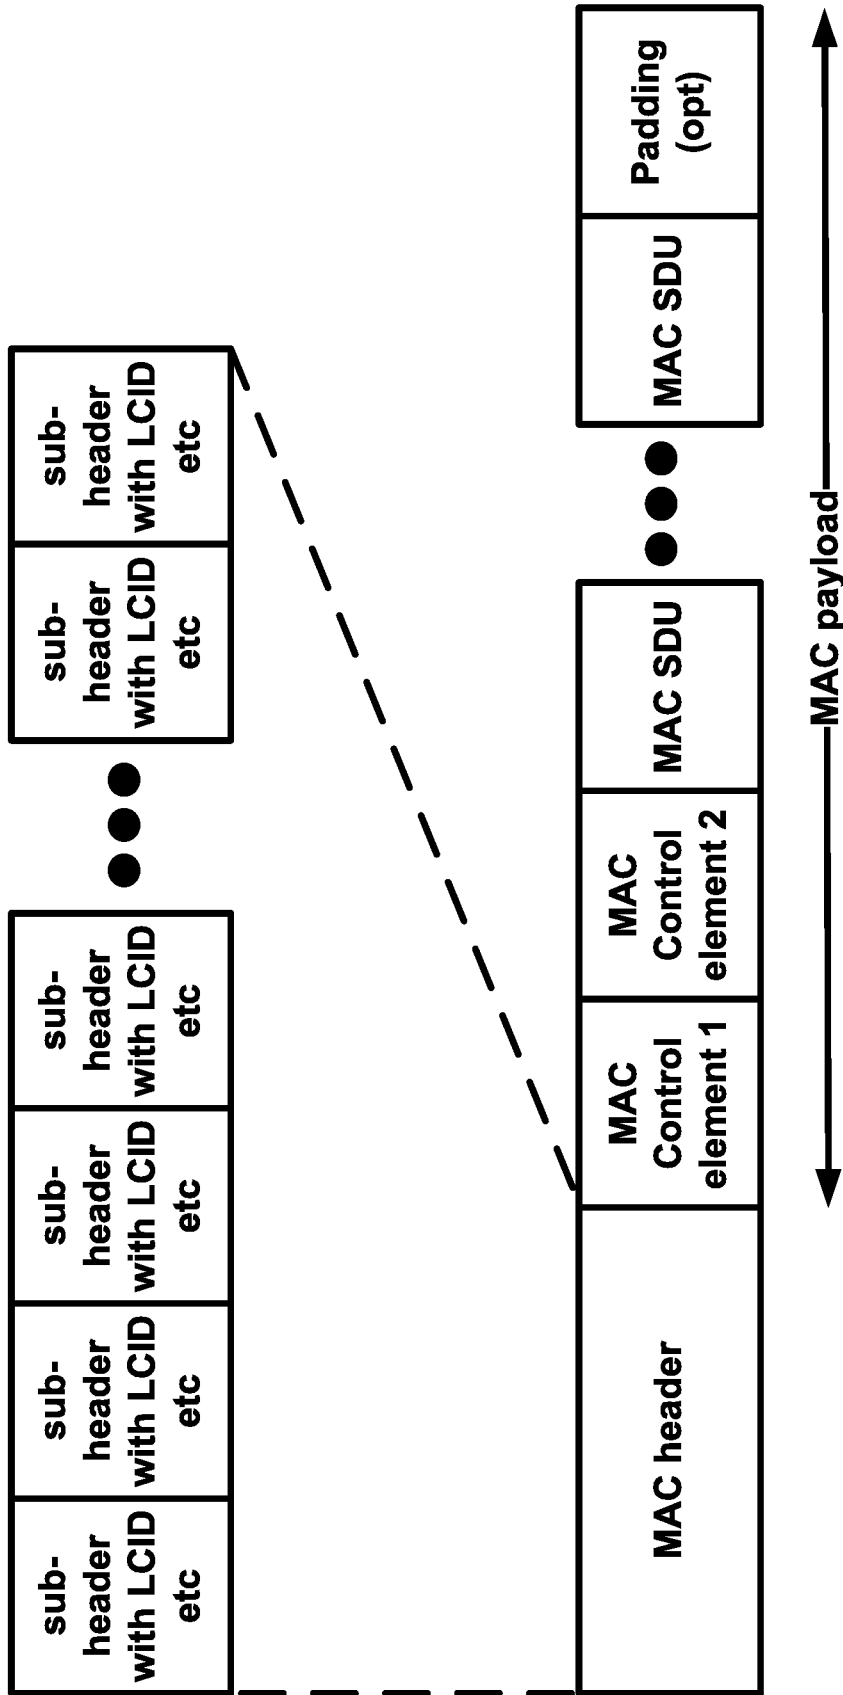 sub-
header
with LCID
etc
sub-
header
with LCID
etc
sub-
header
with LCID
etc
sub-
header
with LCID
etc
sub-
header
with LCID
etc
sub-
header
with LCID
etc
MAC header
MAC
Control
element 1
MAC
Control
element 2
MAC SDU
MAC SDU
Padding
(opt)
MAC payload